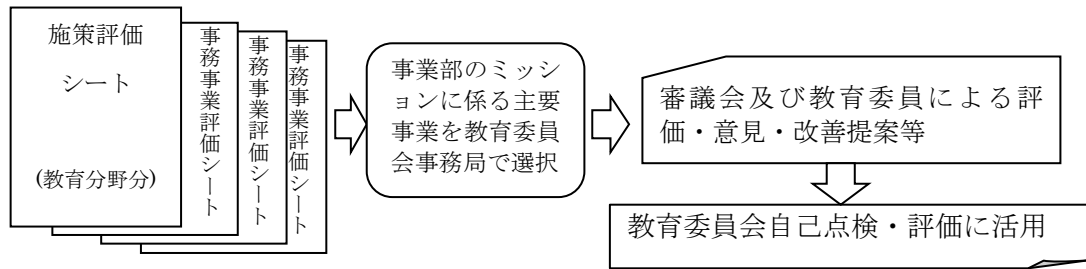 施策評価
シート
(教育分野分)
事務事業評価シート
事務事業評価シート
事務事業評価シート
事業部のミッシ
ョンに係る主要
事業を教育委員
会事務局で選択
審議会及び教育委員による評
価・意見・改善提案等
教育委員会自己点検・評価に活用